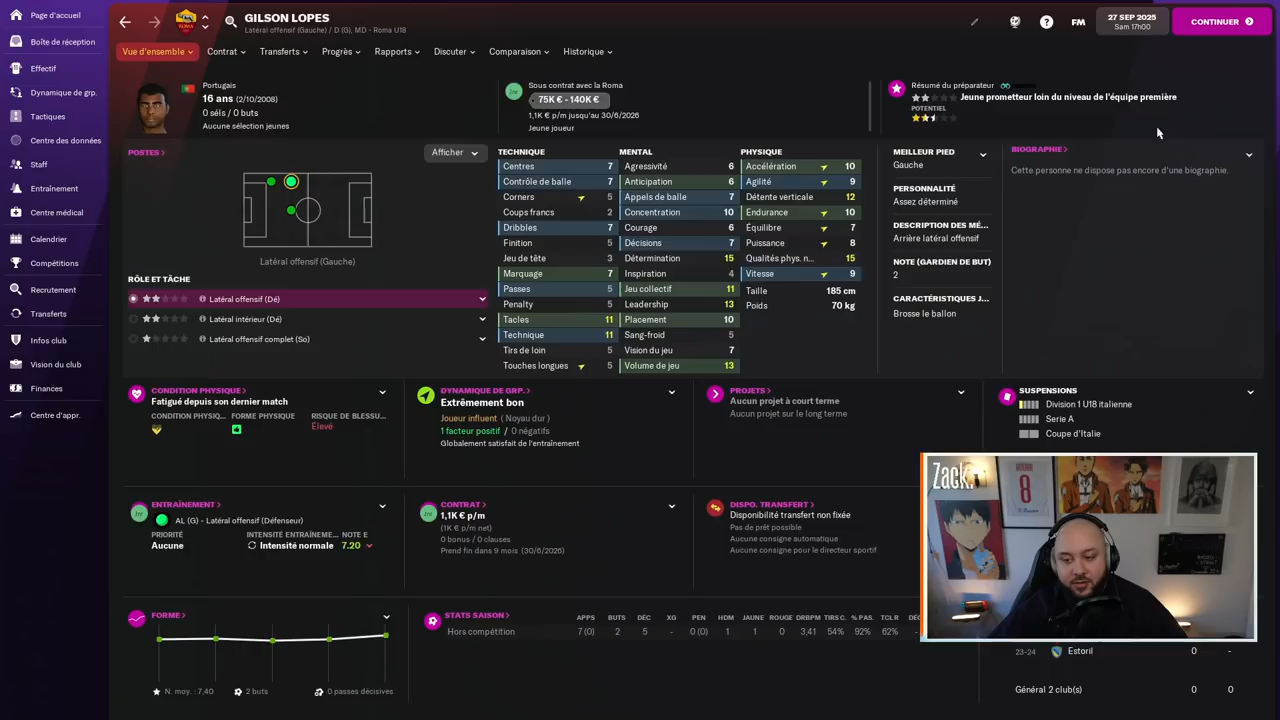 Page d'accueil
Boîte de réception
Effectif
Dynamique de grp.
Tactiques
Centre des données
Staff
Entraînement
Centre médical
Calendrier
Compétitions
Recrutement
Transferts
Infos club
Vision du club
Finances
Centre d'appr.
GILSON LOPES
Latéral offensif (Gauche) / D (G), MD - Roma U18
FM
27 SEP 2025
Sam 17h00
CONTINUER
Vue d'ensemble
Contrat
Transferts
Progrès
Rapports
Discuter
Comparaison
Historique
Portugais
16 ans (2/10/2008)
0 séls / 0 buts
Aucune sélection jeunes
Sous contrat avec la Roma
75K € - 140K €
1,1K € p/m jusqu'au 30/6/2026
Jeune joueur
Résumé du préparateur
Jeune prometteur loin du niveau de l'équipe première
POTENTIEL
POSTES
Afficher
Latéral offensif (Gauche)
RÔLE ET TÂCHE
Latéral offensif (Dé)
Latéral intérieur (Dé)
Latéral offensif complet (So)
TECHNIQUE
Centres 7
Contrôle de balle 7
Corners 5
Coups francs 2
Dribbles 7
Finition 5
Jeu de tête 3
Marquage 7
Passes 5
Penalty 5
Tacles 11
Technique 11
Tirs de loin 5
Touches longues 5
MENTAL
Agressivité 6
Anticipation 6
Appels de balle 7
Concentration 10
Courage 6
Décisions 7
Détermination 15
Inspiration 4
Jeu collectif 11
Leadership 13
Placement 10
Sang-froid 5
Vision du jeu 7
Volume de jeu 13
PHYSIQUE
Accélération 10
Agilité 9
Détente verticale 12
Endurance 10
Équilibre 7
Puissance 8
Qualités phys. n... 15
Vitesse 9
Taille 185 cm
Poids 70 kg
MEILLEUR PIED
Gauche
PERSONNALITÉ
Assez déterminé
DESCRIPTION DES MÉ...
Arrière latéral offensif
NOTE (GARDIEN DE BUT)
2
CARACTÉRISTIQUES J...
Brosse le ballon
BIOGRAPHIE
Cette personne ne dispose pas encore d'une biographie.
CONDITION PHYSIQUE
Fatigué depuis son dernier match
CONDITION PHYSIQ... FORME PHYSIQUE RISQUE DE BLESSU...
Élevé
DYNAMIQUE DE GRP.
Extrêmement bon
Joueur influent ( Noyau dur )
1 facteur positif / 0 négatifs
Globalement satisfait de l'entraînement
PROJETS
Aucun projet à court terme
Aucun projet sur le long terme
SUSPENSIONS
Division 1 U18 italienne
Serie A
Coupe d'Italie
ENTRAÎNEMENT
AL (G) - Latéral offensif (Défenseur)
PRIORITÉ INTENSITÉ ENTRAÎNEME... NOTE E
Aucune Intensité normale 7.20
CONTRAT
1,1K € p/m
(1K € p/m net)
0 bonus / 0 clauses
Prend fin dans 9 mois (30/6/2026)
DISPO. TRANSFERT
Disponibilité transfert non fixée
Pas de prêt possible
Aucune consigne automatique
Aucune consigne pour le directeur sportif
Zack.
8
FORME
N. moy. : 7,40 2 buts 0 passes décisives
STATS SAISON
APPS BUTS DÉC XG PEN HDM JAUNE ROUGE DRBPM TIRS C. % PAS. TCLR
Hors compétition 7 (0) 2 5 - 0 (0) 1 1 0 3,41 54% 92% 62%
23-24 Estoril 0 -
Général 2 club(s) 0 0